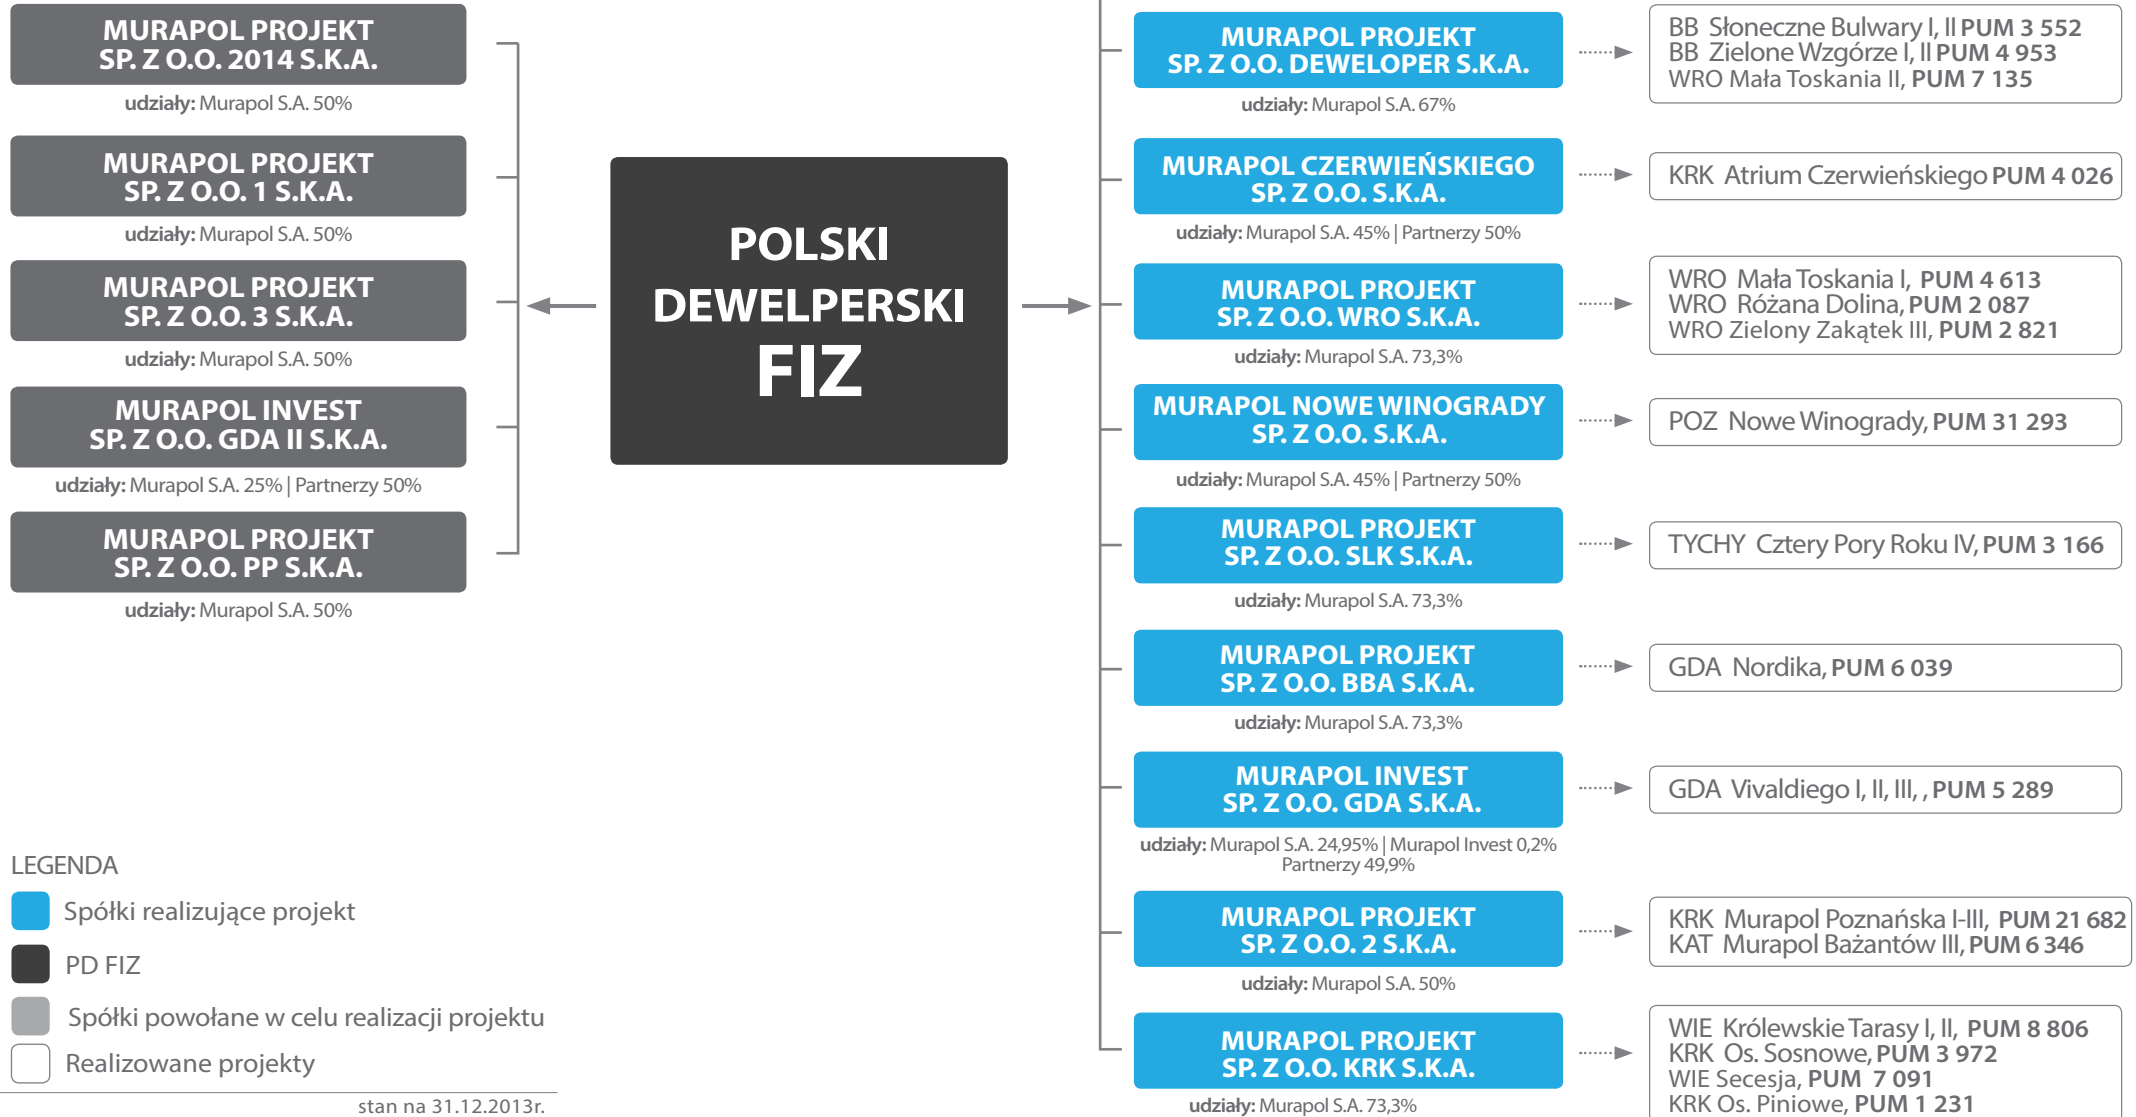 MURAPOL PROJEKT
SP. Z O.O. 2014 S.K.A.
udziały: Murapol S.A. 50%
MURAPOL PROJEKT
SP. Z O.O. 1 S.K.A.
udziały: Murapol S.A. 50%
MURAPOL PROJEKT
SP. Z O.O. 3 S.K.A.
udziały: Murapol S.A. 50%
MURAPOL INVEST
SP. Z O.O. GDA II S.K.A.
udziały: Murapol S.A. 25% | Partnerzy 50%
MURAPOL PROJEKT
SP. Z O.O. PP S.K.A.
udziały: Murapol S.A. 50%
POLSKI
DEWELPERSKI
FIZ
MURAPOL PROJEKT
SP. Z O.O. DEWELOPER S.K.A.
udziały: Murapol S.A. 67%
BB Słoneczne Bulwary I, II PUM 3 552
BB Zielone Wzgórze I, II PUM 4 953
WRO Mała Toskania II, PUM 7 135
MURAPOL CZERWIEŃSKIEGO
SP. Z O.O. S.K.A.
udziały: Murapol S.A. 45% | Partnerzy 50%
KRK Atrium Czerwieńskiego PUM 4 026
MURAPOL PROJEKT
SP. Z O.O. WRO S.K.A.
udziały: Murapol S.A. 73,3%
WRO Mała Toskania I, PUM 4 613
WRO Różana Dolina, PUM 2 087
WRO Zielony Zakątek III, PUM 2 821
MURAPOL NOWE WINOGRADY
SP. Z O.O. S.K.A.
udziały: Murapol S.A. 45% | Partnerzy 50%
POZ Nowe Winogrady, PUM 31 293
MURAPOL PROJEKT
SP. Z O.O. SLK S.K.A.
udziały: Murapol S.A. 73,3%
TYCHY Cztery Pory Roku IV, PUM 3 166
MURAPOL PROJEKT
SP. Z O.O. BBA S.K.A.
udziały: Murapol S.A. 73,3%
GDA Nordika, PUM 6 039
MURAPOL INVEST
SP. Z O.O. GDA S.K.A.
udziały: Murapol S.A. 24,95% | Murapol Invest 0,2%
Partnerzy 49,9%
GDA Vivaldiego I, II, III, , PUM 5 289
MURAPOL PROJEKT
SP. Z O.O. 2 S.K.A.
udziały: Murapol S.A. 50%
KRK Murapol Poznańska I-III, PUM 21 682
KAT Murapol Bażantów III, PUM 6 346
MURAPOL PROJEKT
SP. Z O.O. KRK S.K.A.
udziały: Murapol S.A. 73,3%
WIE Królewskie Tarasy I, II, PUM 8 806
KRK Os. Sosnowe, PUM 3 972
WIE Secesja, PUM 7 091
KRK Os. Piniowe, PUM 1 231
LEGENDA
Spółki realizujące projekt
PD FIZ
Spółki powołane w celu realizacji projektu
Realizowane projekty
stan na 31.12.2013r.